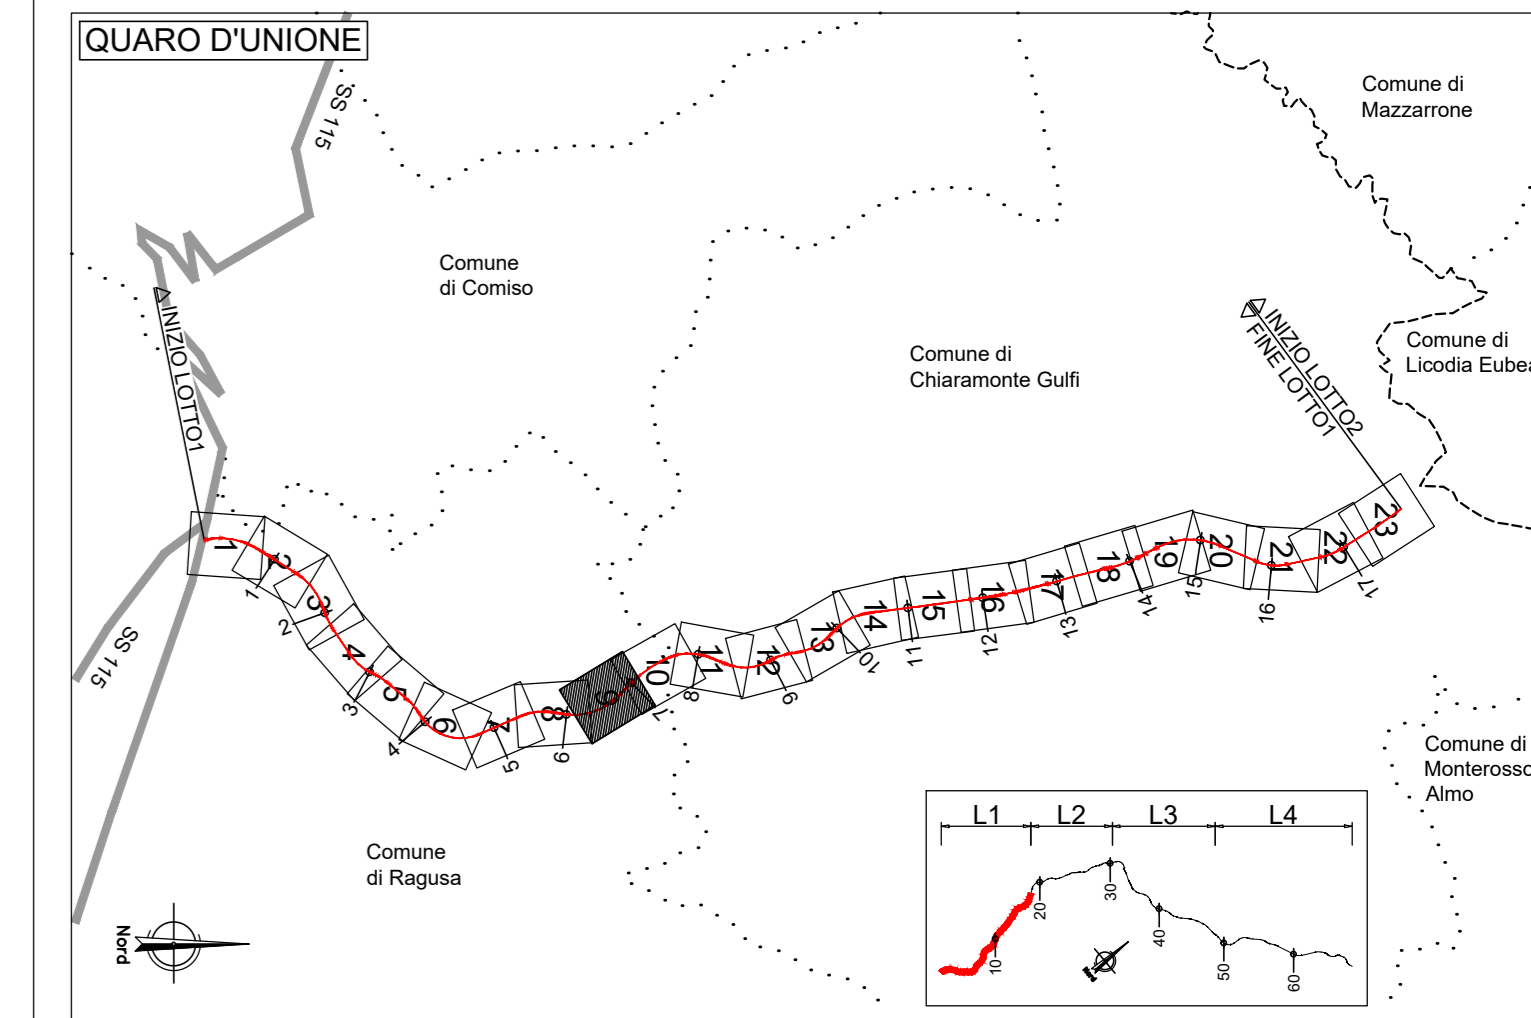 QUARO D'UNIONE
SS 115
Comune di
Mazzarrone
Comune
di Comiso
INIZIO LOTTO1
Comune di
Chiaramonte Gulfi
INIZIO LOTTO2
FINE LOTTO1
Comune di
Licodia Eubea
1
2
3
4
5
6
7
8
9
10
11
12
13
14
15
16
17
18
19
20
21
22
23
1
2
3
4
5
6
7
8
9
10
11
12
13
14
15
16
17
SS 115
Comune di
Monterosso
Almo
Comune
di Ragusa
Nord
L1 L2 L3 L4
10
20
30
40
50
60
Nord